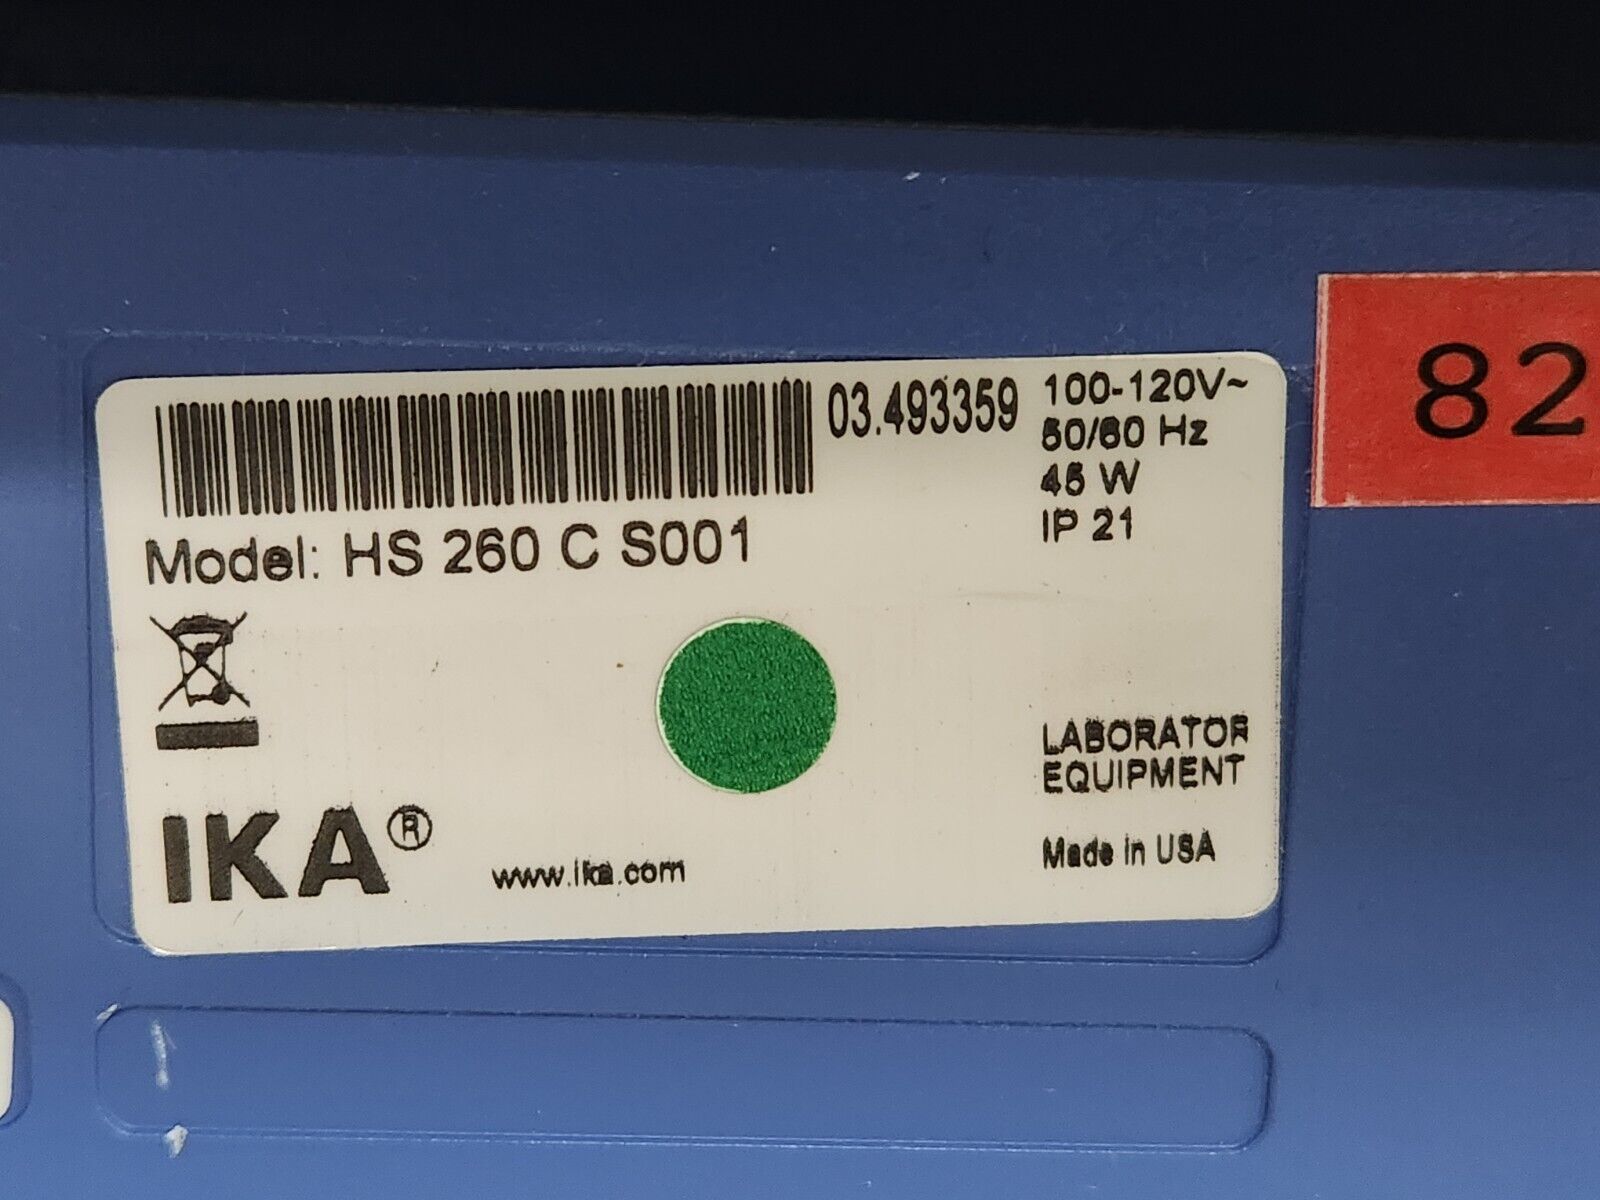 03.493359
100-120V~
50/60 Hz
45 W
IP 21
Model: HS 260 C S001
82
LABORATOR
EQUIPMENT
IKA®
www.ika.com
Made in USA